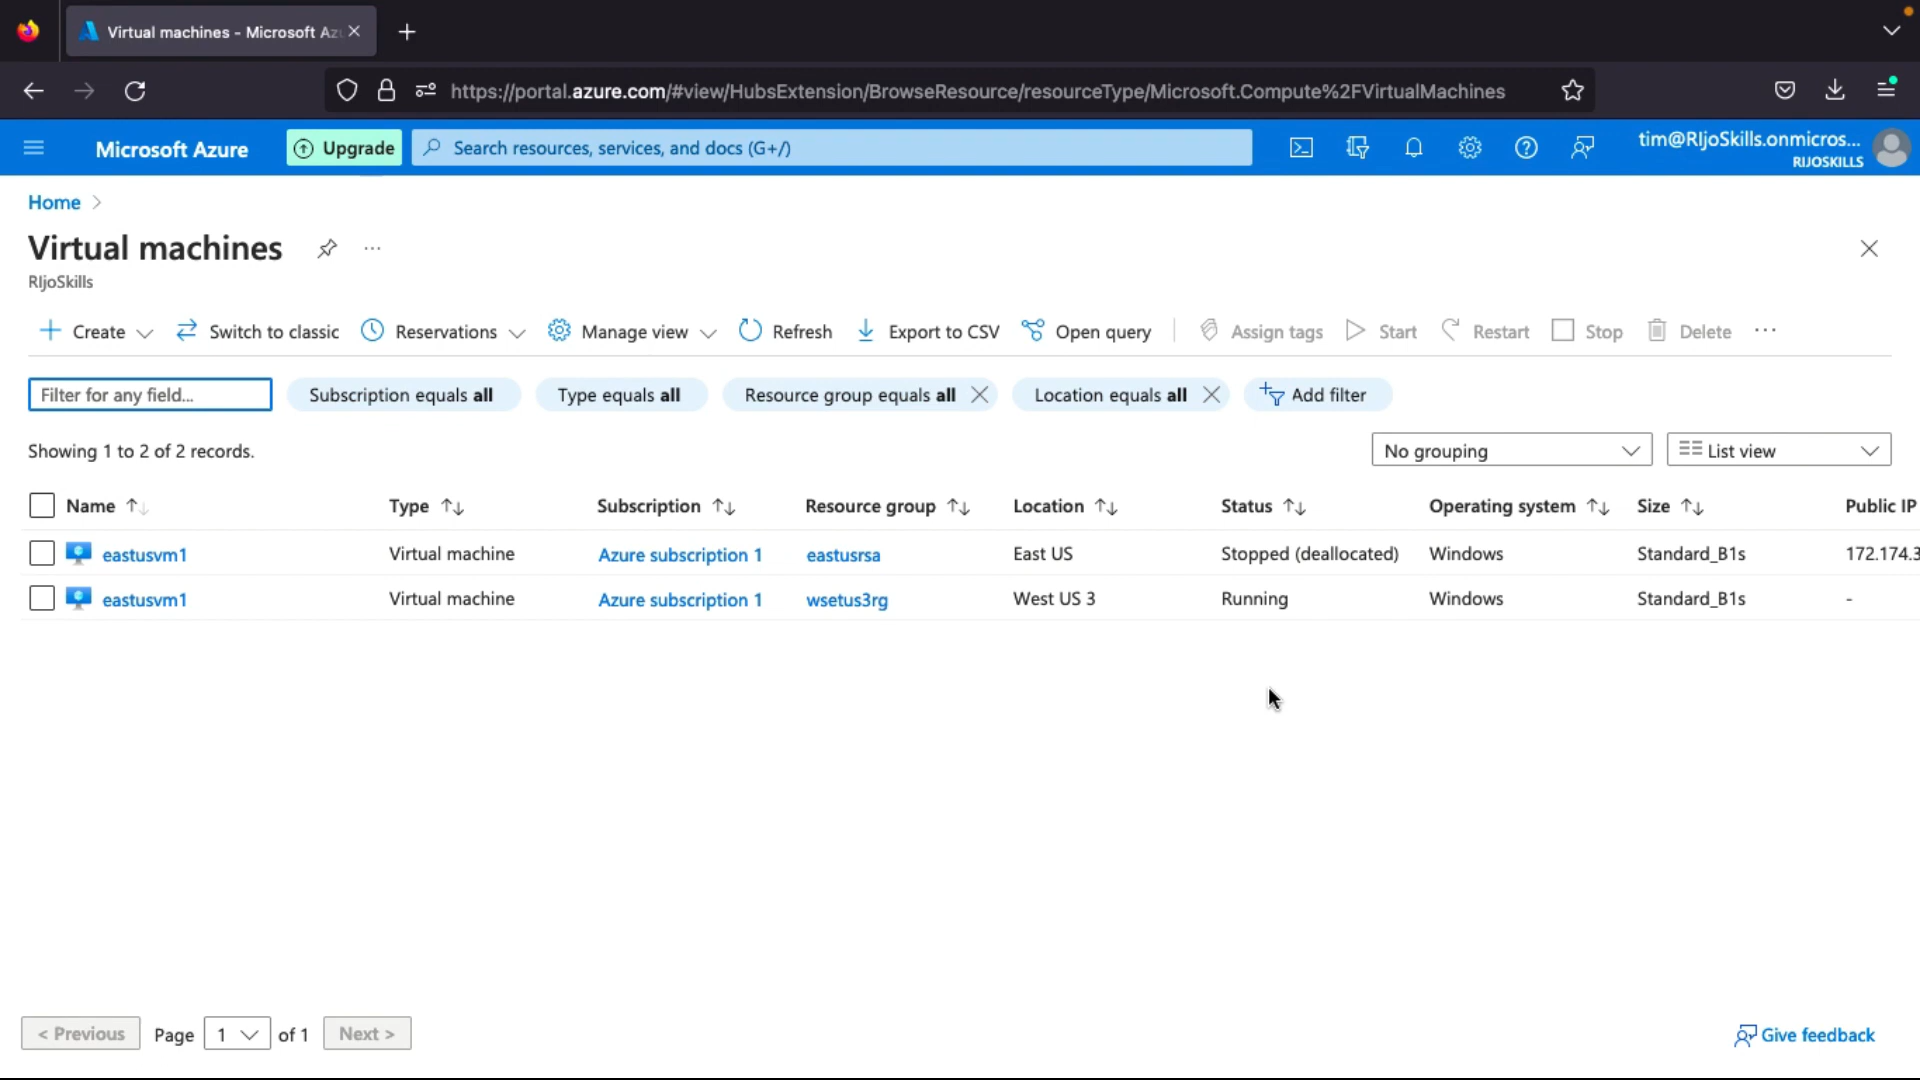 Virtual machines - Microsoft Az
https://portal.azure.com/#view/HubsExtension/BrowseResource/resourceType/Microsoft.Compute%2FVirtualMachines
Microsoft Azure
Upgrade
Search resources, services, and docs (G+/)
tim@RIjoSkills.onmicros...
RIJOSKILLS
Home
Virtual machines
RIjoSkills
Create
Switch to classic
Reservations
Manage view
Refresh
Export to CSV
Open query
Assign tags
Start
Restart
Stop
Delete
Filter for any field...
Subscription equals all
Type equals all
Resource group equals all
Location equals all
Add filter
Showing 1 to 2 of 2 records.
No grouping
List view
Name Type Subscription Resource group Location Status Operating system Size Public IP
eastusvm1 Virtual machine Azure subscription 1 eastusrsa East US Stopped (deallocated) Windows Standard_B1s 172.174.3
eastusvm1 Virtual machine Azure subscription 1 wsetus3rg West US 3 Running Windows Standard_B1s -
< Previous Page 1 of 1 Next >
Give feedback